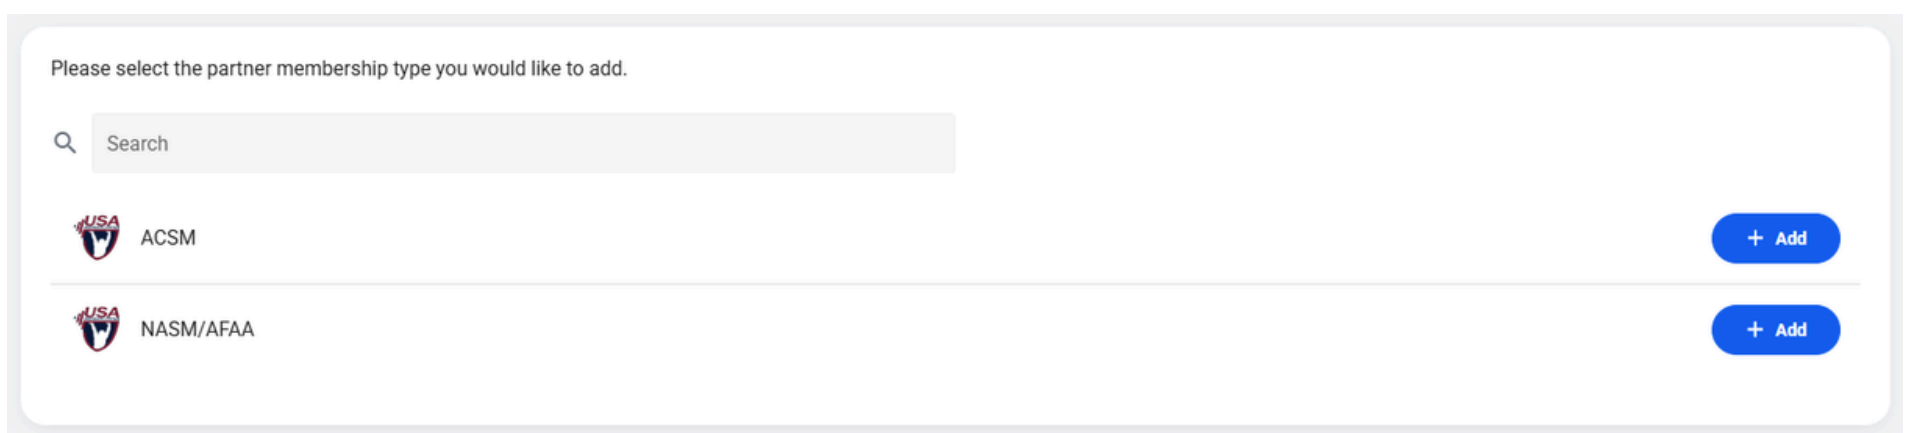 Please select the partner membership type you would like to add.
Search
USA
ACSM
+ Add
USA
NASM/AFAA
+ Add